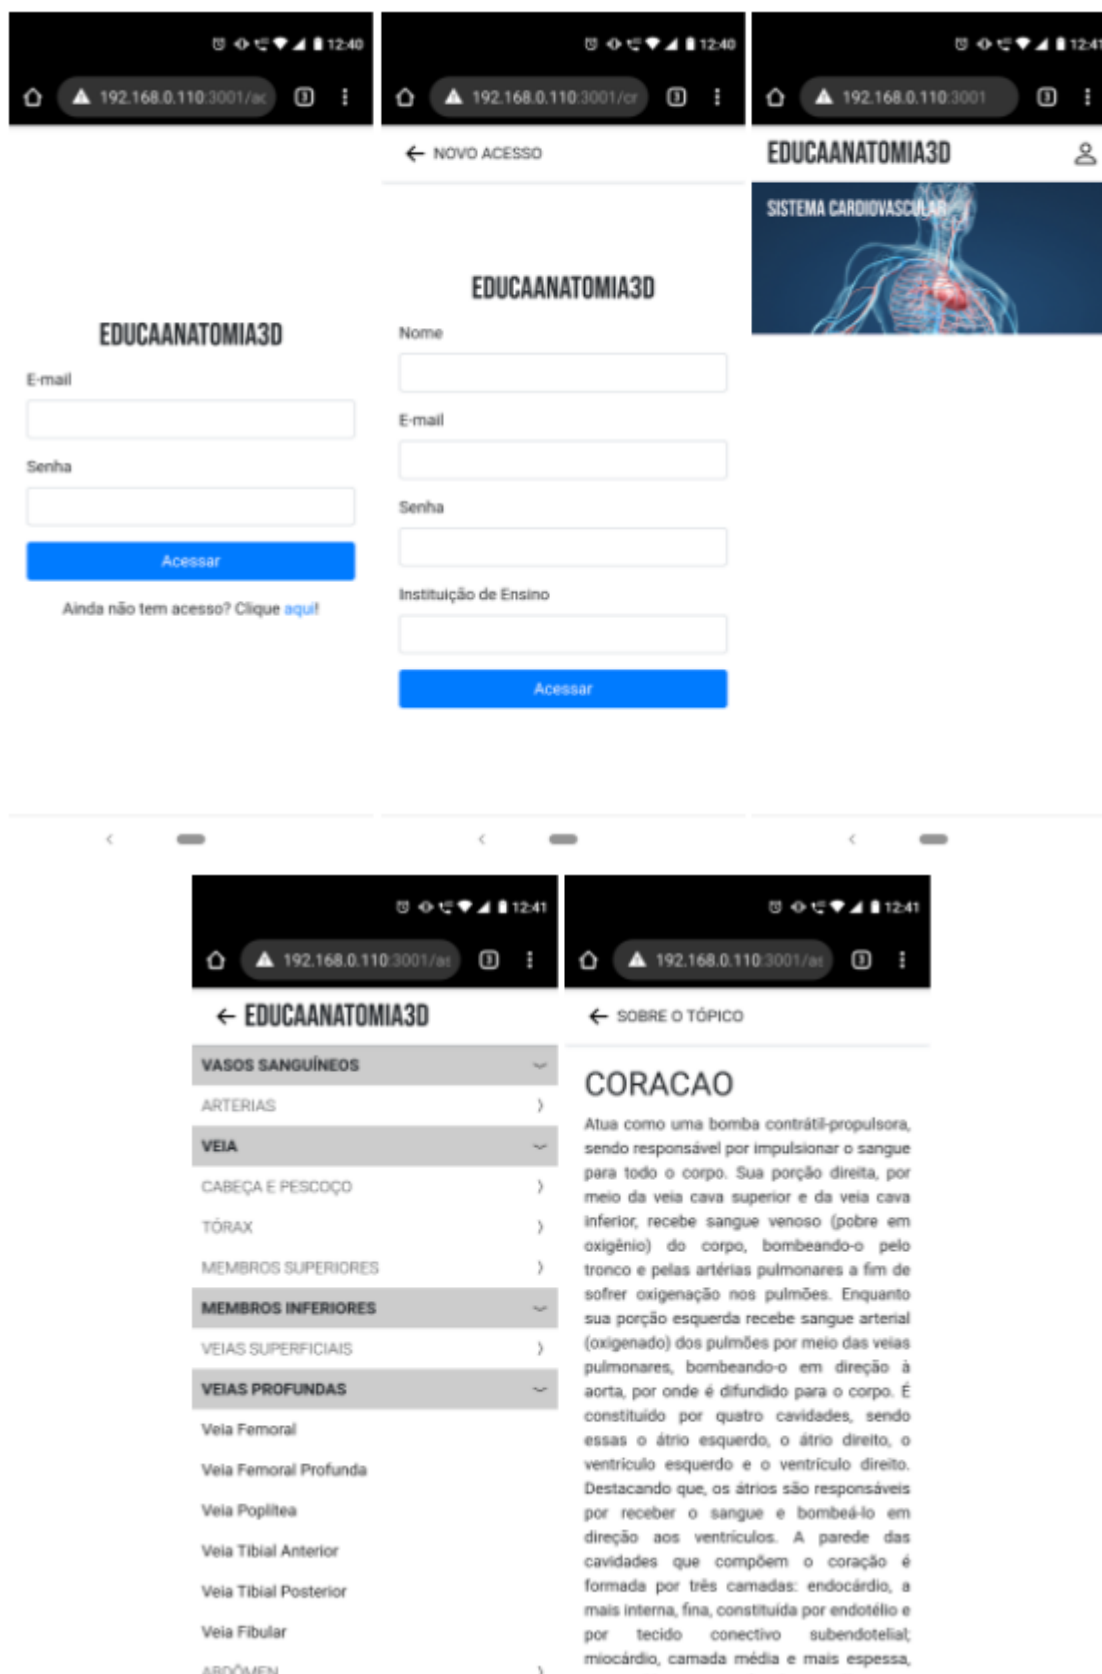 12:40
192.168.0.110:3001/ac
3
EDUCAANATOMIA3D
E-mail
Senha
Acessar
Ainda não tem acesso? Clique aqui!
12:40
192.168.0.110:3001/cr
3
NOVO ACESSO
EDUCAANATOMIA3D
Nome
E-mail
Senha
Instituição de Ensino
Acessar
12:41
192.168.0.110:3001
3
EDUCAANATOMIA3D
SISTEMA CARDIOVASCULAR
12:41
192.168.0.110:3001/as
3
EDUCAANATOMIA3D
VASOS SANGUÍNEOS
ARTERIAS
VEIA
CABEÇA E PESCOÇO
TÓRAX
MEMBROS SUPERIORES
MEMBROS INFERIORES
VEIAS SUPERFICIAIS
VEIAS PROFUNDAS
Veia Femoral
Veia Femoral Profunda
Veia Poplítea
Veia Tibial Anterior
Veia Tibial Posterior
Veia Fibular
ABDÔMEN
12:41
192.168.0.110:3001/as
3
SOBRE O TÓPICO
CORACAO
Atua como uma bomba contrátil-propulsora,
sendo responsável por impulsionar o sangue
para todo o corpo. Sua porção direita, por
meio da veia cava superior e da veia cava
inferior, recebe sangue venoso (pobre em
oxigênio) do corpo, bombeando-o pelo
tronco e pelas artérias pulmonares a fim de
sofrer oxigenação nos pulmões. Enquanto
sua porção esquerda recebe sangue arterial
(oxigenado) dos pulmões por meio das veias
pulmonares, bombeando-o em direção à
aorta, por onde é difundido para o corpo. É
constituído por quatro cavidades, sendo
essas o átrio esquerdo, o átrio direito, o
ventrículo esquerdo e o ventrículo direito.
Destacando que, os átrios são responsáveis
por receber o sangue e bombeá-lo em
direção aos ventrículos. A parede das
cavidades que compõem o coração é
formada por três camadas: endocárdio, a
mais interna, fina, constituída por endotélio e
por tecido conectivo subendotelial;
miocárdio, camada média e mais espessa,